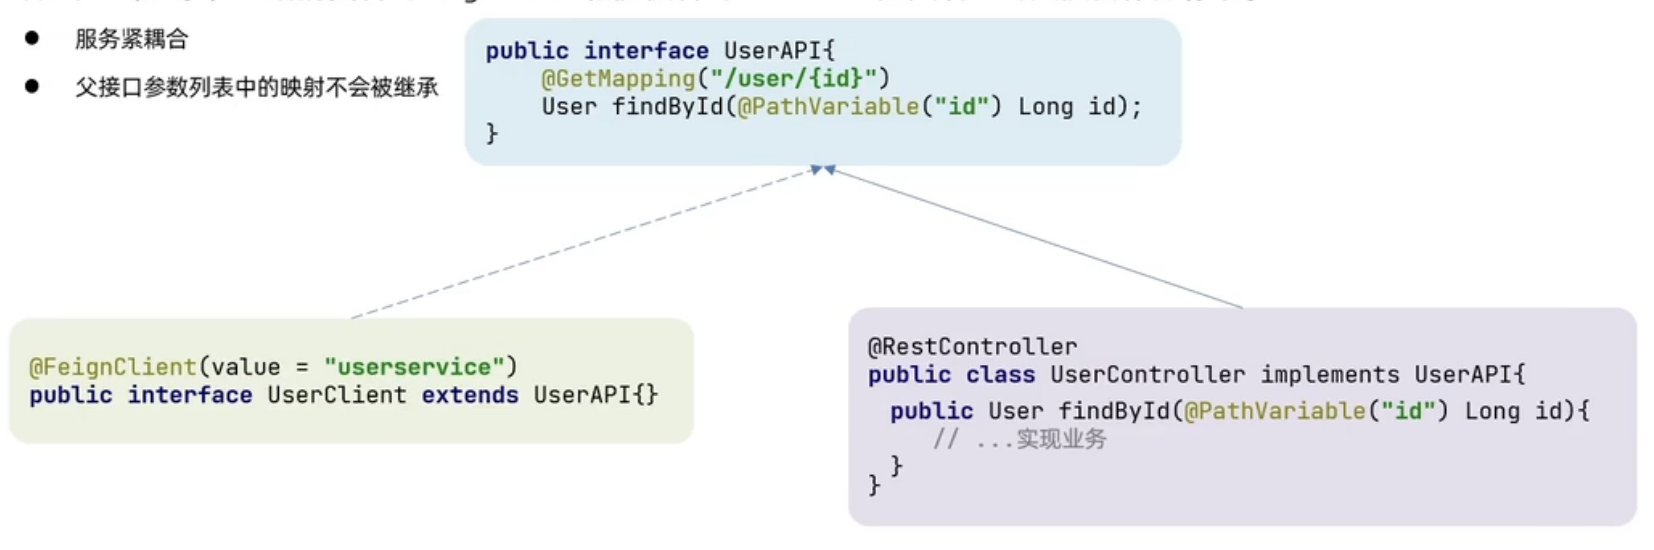 服务紧耦合
父接口参数列表中的映射不会被继承
public interface UserAPI{
@GetMapping("/user/{id}")
User findById(@PathVariable("id") Long id);
}
@FeignClient(value = "userservice")
public interface UserClient extends UserAPI{}
@RestController
public class UserController implements UserAPI{
public User findById(@PathVariable("id") Long id){
// ...实现业务
}
}